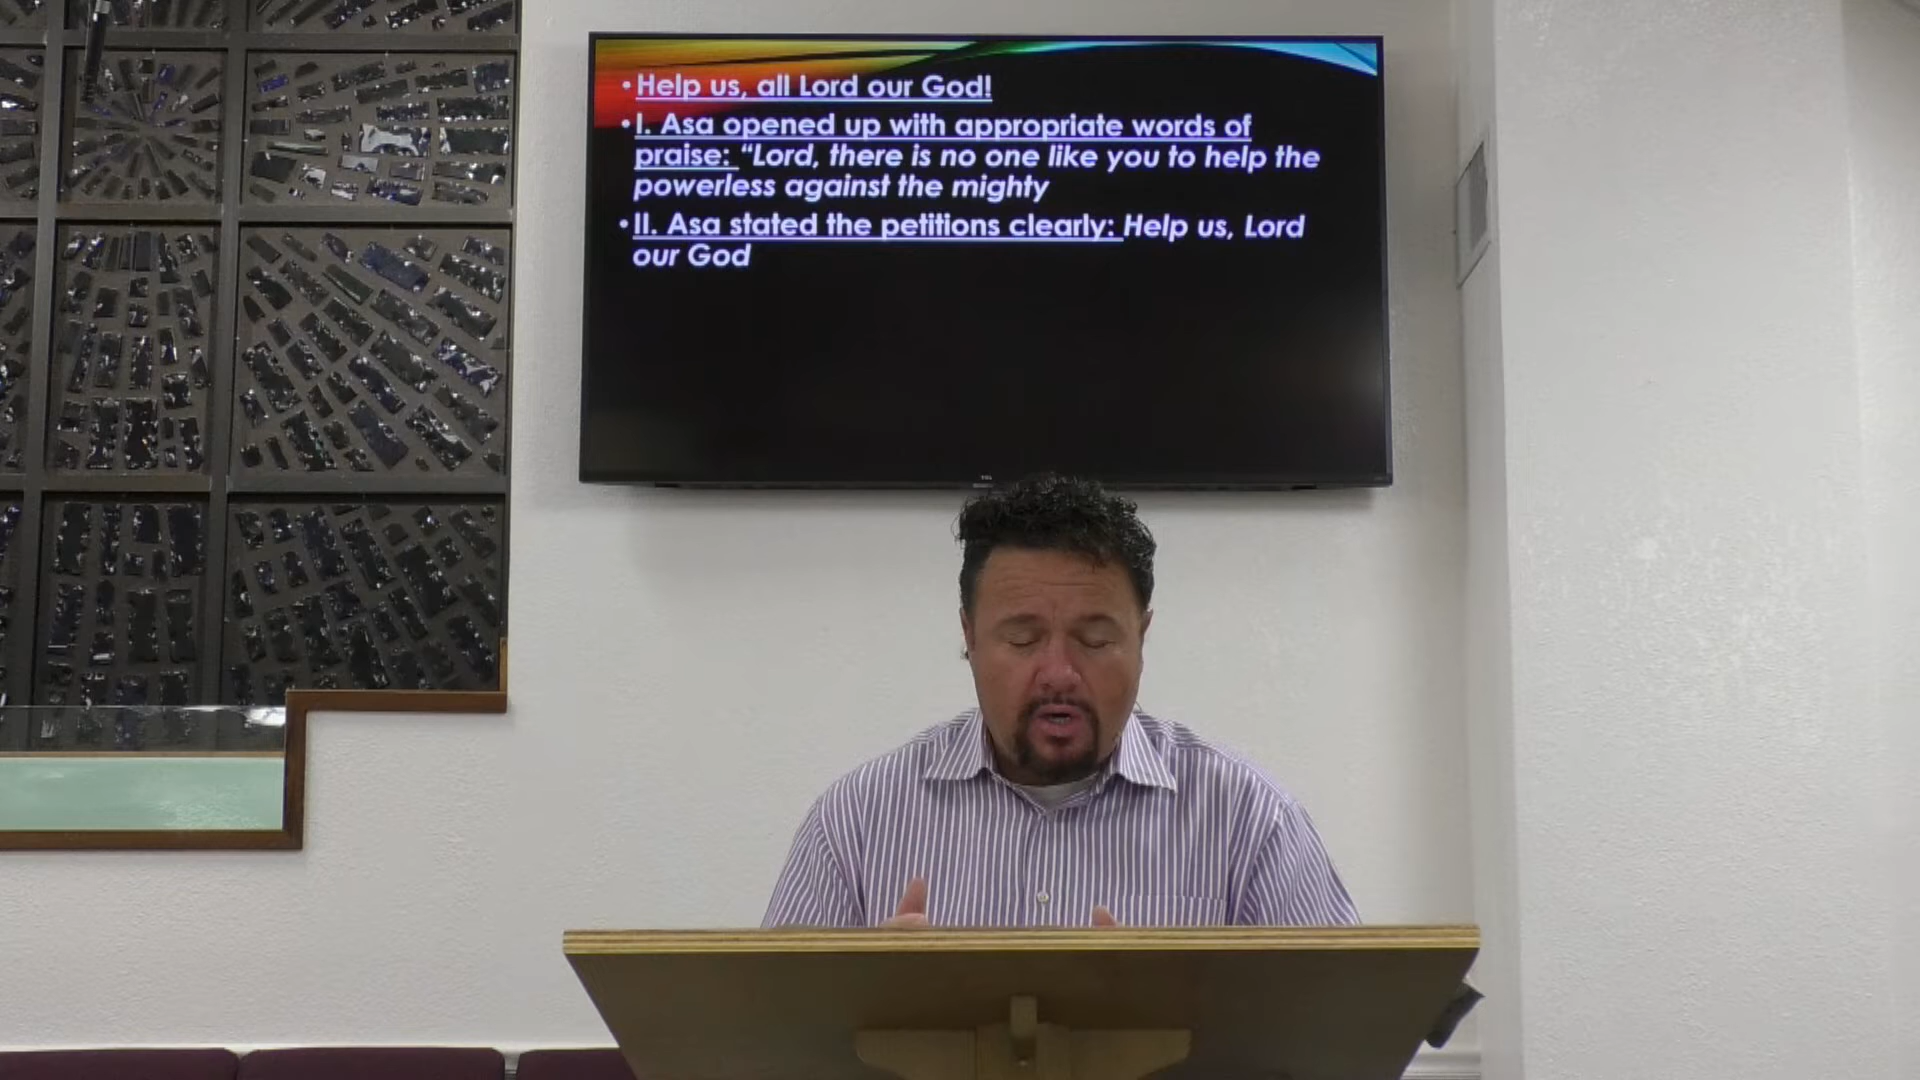 •Help us, all Lord our God!
•I. Asa opened up with appropriate words of
praise: “Lord, there is no one like you to help the
powerless against the mighty
•II. Asa stated the petitions clearly: Help us, Lord
our God
TCL